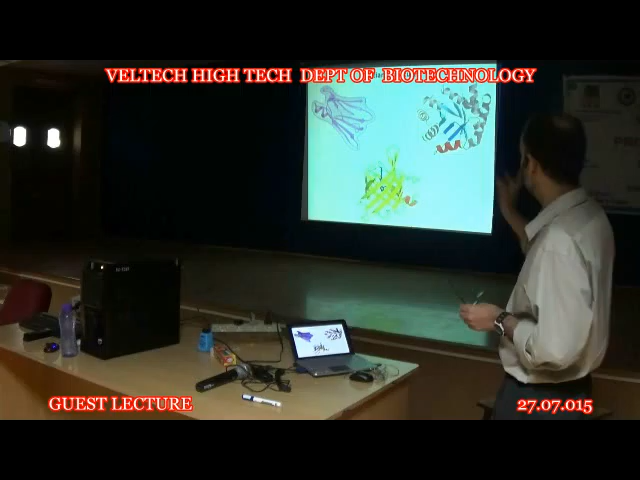 VELTECH HIGH TECH DEPT OF BIOTECHNOLOGY
GUEST LECTURE
27.07.015